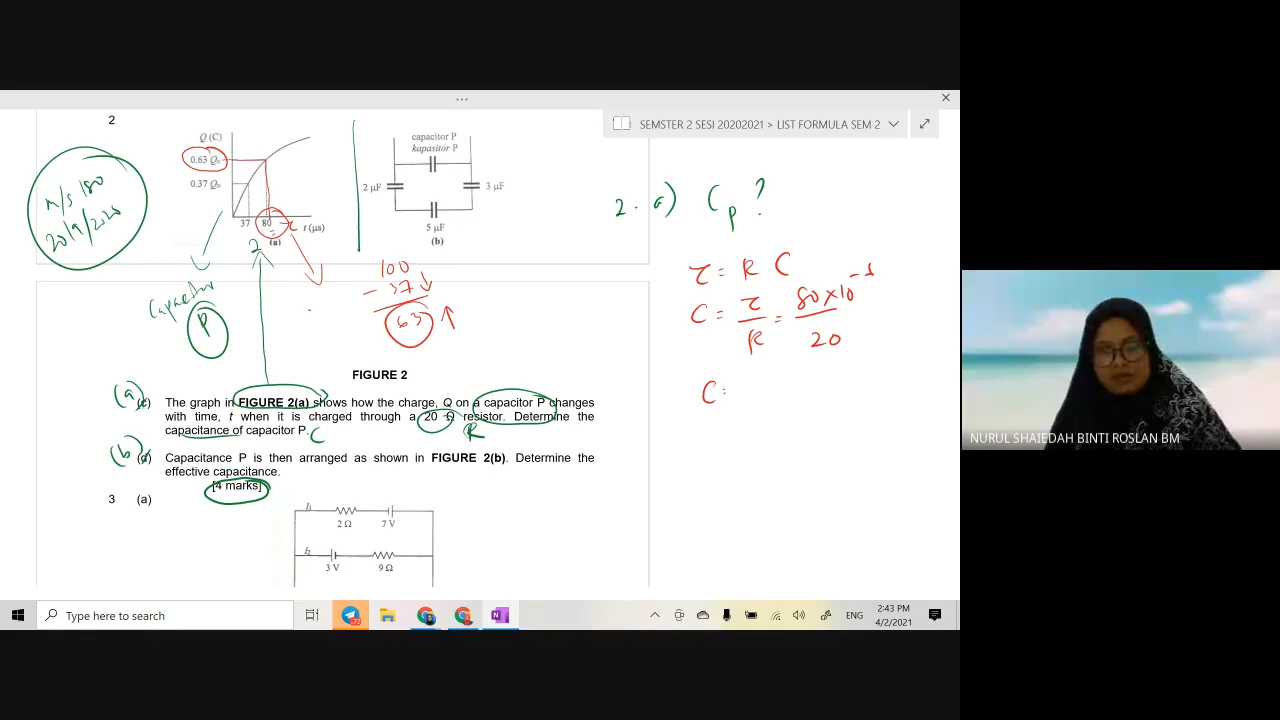 SEMSTER 2 SESI 20202021 > LIST FORMULA SEM 2
2
Q (C)
0.63 Q₀
0.37 Q₀
37 80 τ t (μs)
(a)
capacitor P
kapasitor P
2 μF
3 μF
5 μF
(b)
m/s 180
20/9/2020
2
Capacitor
P
100
- 37
63
2. a) Cp ?
τ = R C
C = τ/R = 80 x 10
20
C =
FIGURE 2
(a) The graph in FIGURE 2(a) shows how the charge, Q on a capacitor P changes
with time, t when it is charged through a 20 Ω resistor. Determine the
capacitance of capacitor P.
C
R
(b) Capacitance P is then arranged as shown in FIGURE 2(b). Determine the
effective capacitance.
[4 marks]
3 (a)
I₁
2 Ω 7 V
I₂
3 V 9 Ω
NURUL SHAIEDAH BINTI ROSLAN BM
Type here to search
ENG
2:43 PM
4/2/2021